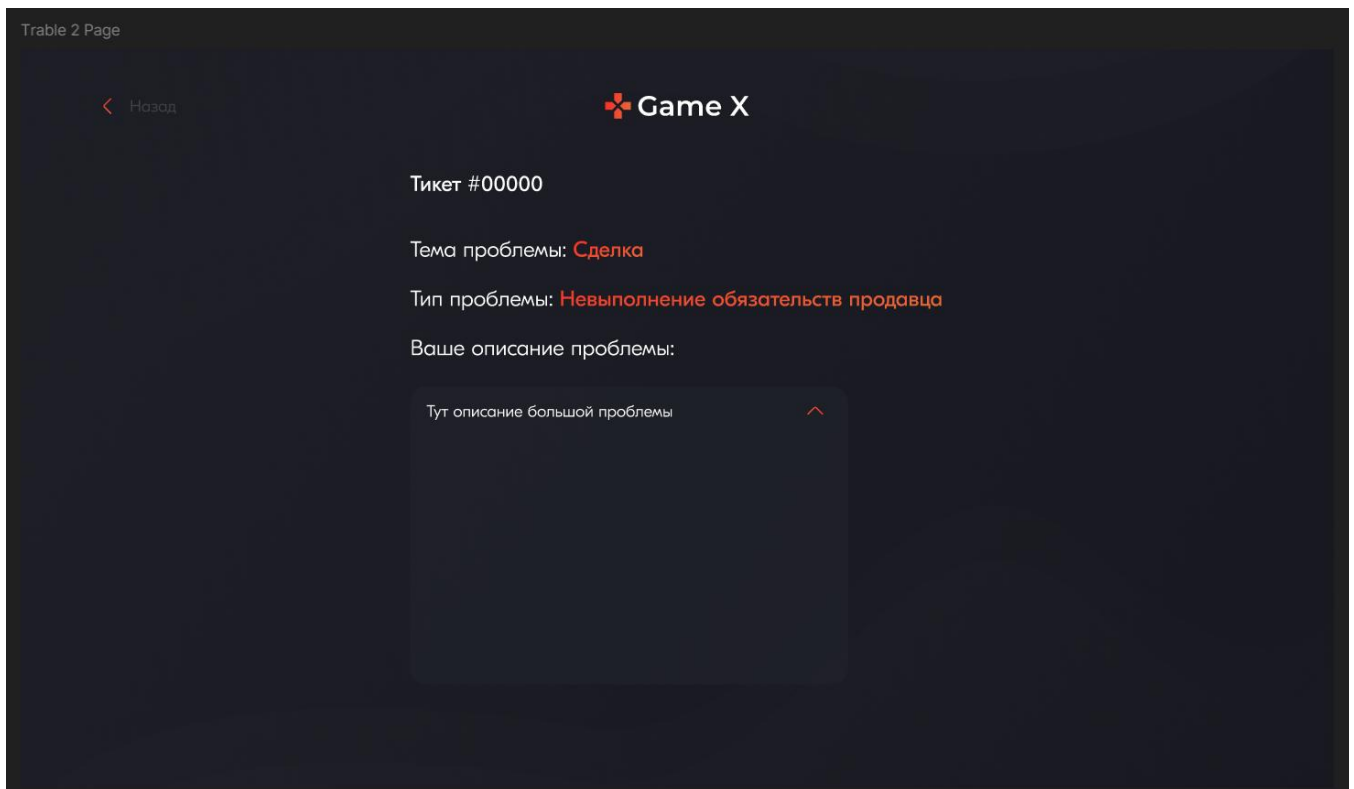 Trable 2 Page
Назад
Game X
Тикет #00000
Тема проблемы: Сделка
Тип проблемы: Невыполнение обязательств продавца
Ваше описание проблемы:
Тут описание большой проблемы